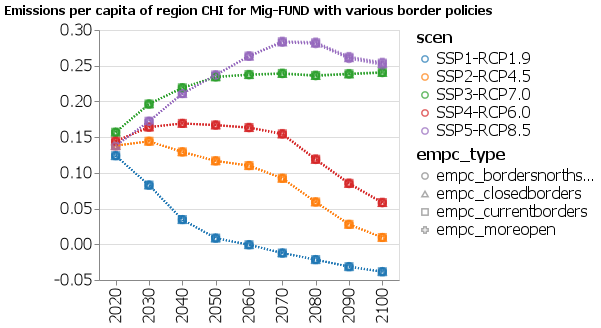 Emissions per capita of region CHI for Mig-FUND with various border policies
0.30
0.25
0.20
0.15
0.10
0.05
0.00
-0.05
2020
2030
2040
2050
2060
2070
2080
2090
2100
scen
SSP1-RCP1.9
SSP2-RCP4.5
SSP3-RCP7.0
SSP4-RCP6.0
SSP5-RCP8.5
empc_type
empc_bordersnorths...
empc_closedborders
empc_currentborders
empc_moreopen